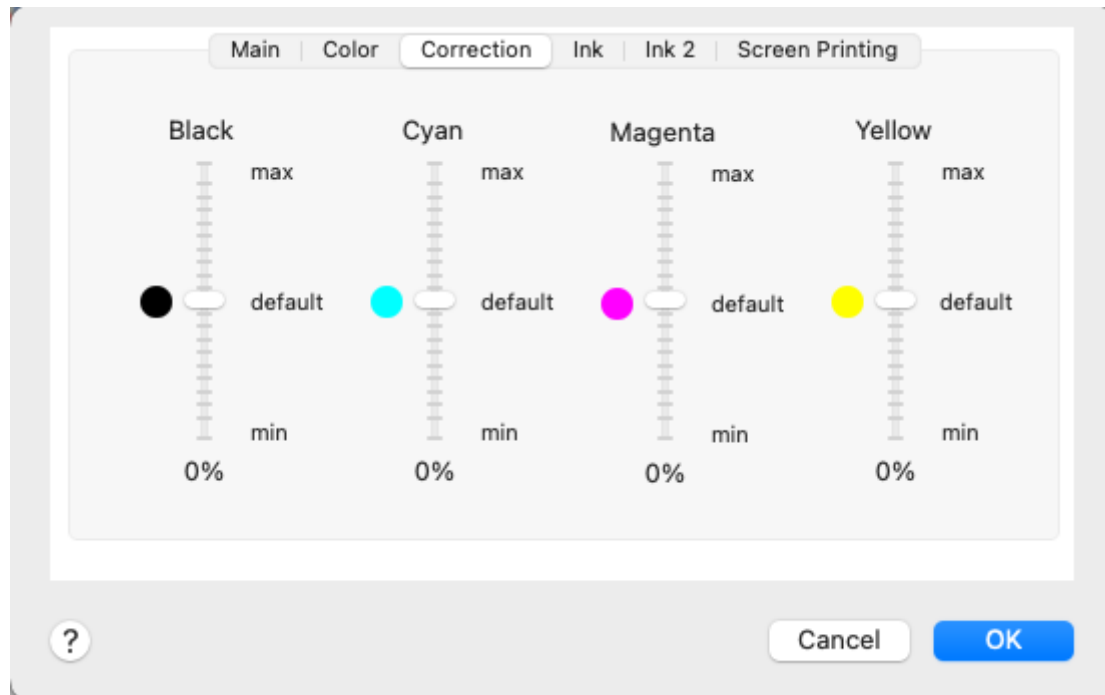 Main Color Correction Ink Ink 2 Screen Printing
Black Cyan Magenta Yellow
max max max max
default default default default
min min min min
0% 0% 0% 0%
? Cancel OK